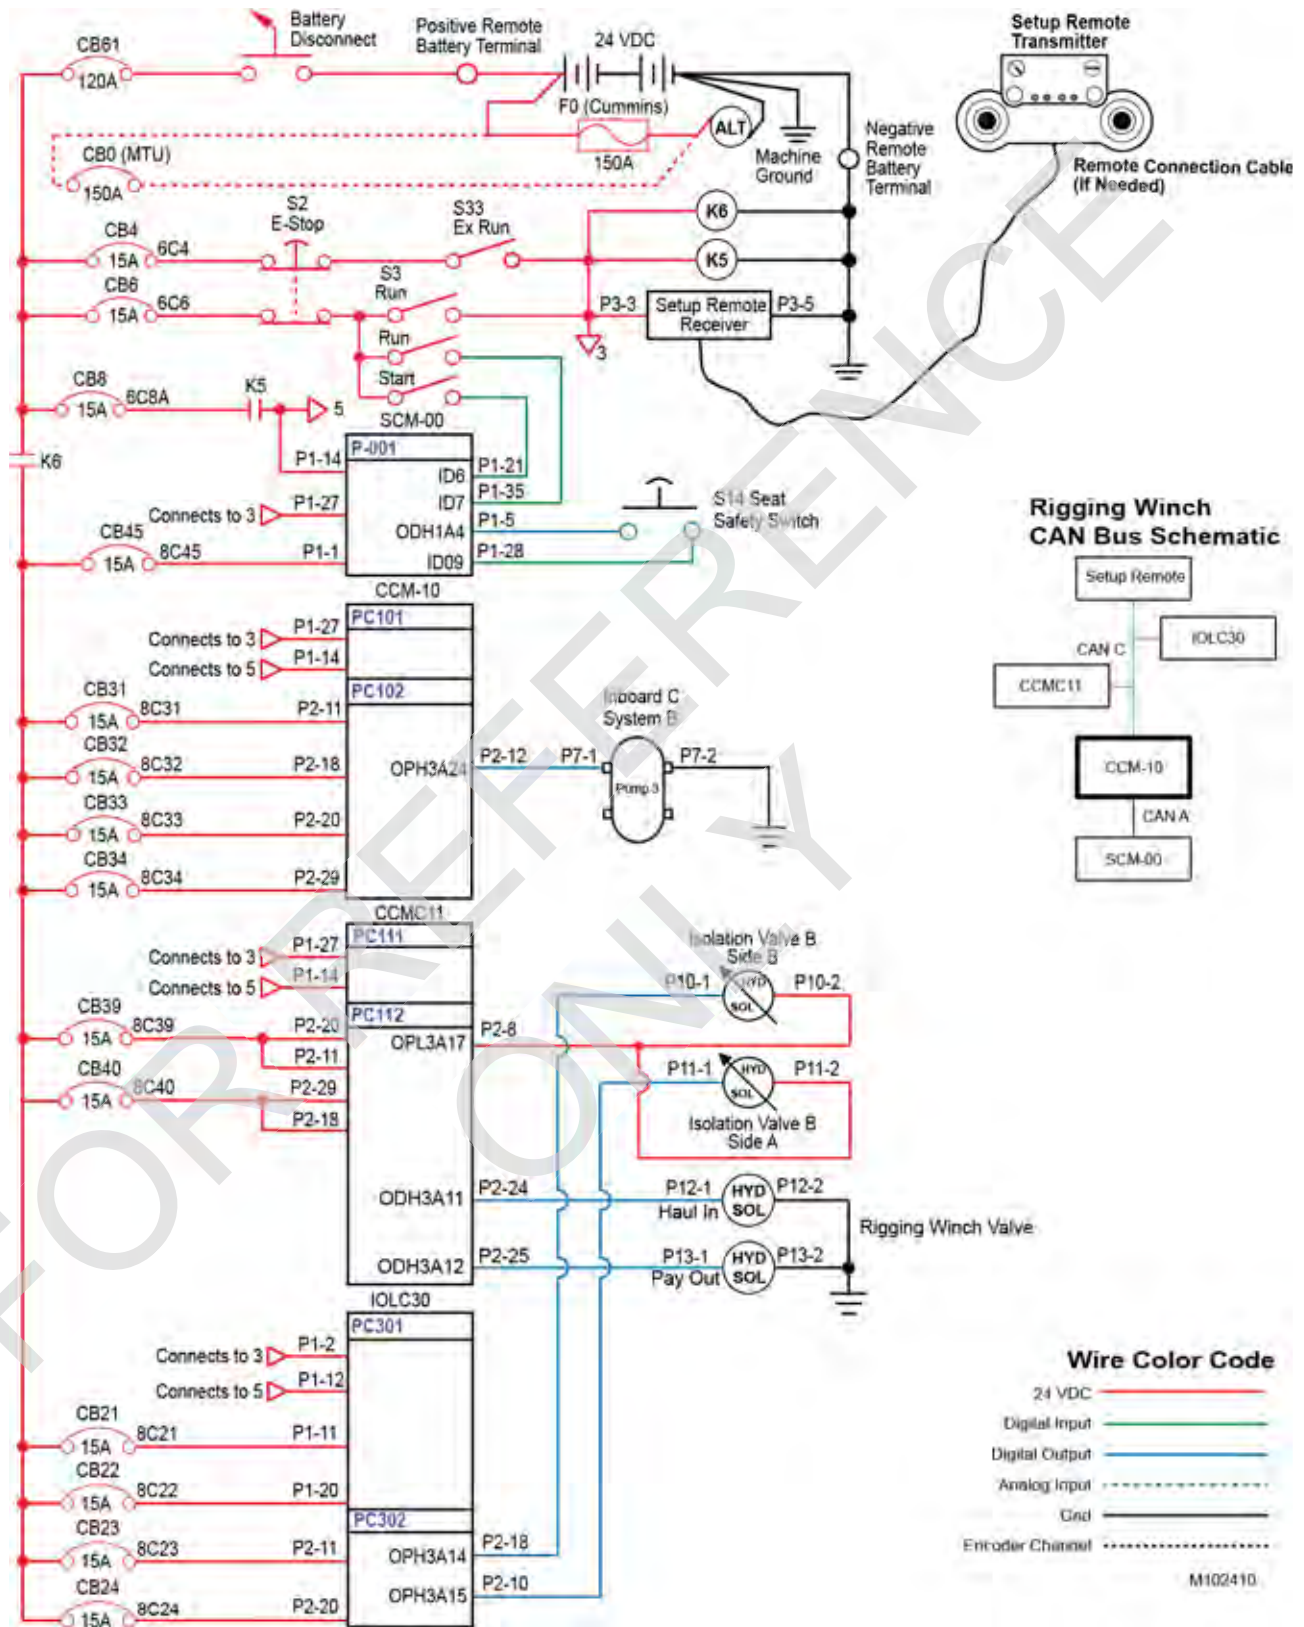 Battery
Disconnect
Positive Remote
Battery Terminal
24 VDC
Setup Remote
Transmitter
CB61
120A
F0 (Cummins)
150A
ALT
Machine
Ground
Negative
Remote
Battery
Terminal
Remote Connection Cable
(If Needed)
CB0 (MTU)
150A
S2
E-Stop
S33
Ex Run
K6
CB4
15A
6C4
K5
CB6
15A
6C6
S3
Run
Run
Start
P3-3
Setup Remote
Receiver
P3-5
3
CB8
15A
6C8A
K5
5
K6
SCM-00
P-001
P1-14
ID6
P1-21
ID7
P1-35
Connects to 3
P1-27
ODH1A4
P1-5
S14 Seat
Safety Switch
CB45
15A
8C45
P1-1
ID09
P1-28
CCM-10
PC101
Connects to 3
P1-27
Connects to 5
P1-14
PC102
CB31
15A
8C31
P2-11
CB32
15A
8C32
P2-18
OPH3A24
P2-12
P7-1
Inboard C
System B
Pump 3
P7-2
CB33
15A
8C33
P2-20
CB34
15A
8C34
P2-29
Rigging Winch
CAN Bus Schematic
Setup Remote
CAN C
IOLC30
CCMC11
CCM-10
CAN A
SCM-00
CCMC11
PC111
Connects to 3
P1-27
Connects to 5
P1-14
PC112
CB39
15A
8C39
P2-20
P2-11
OPL3A17
P2-8
CB40
15A
8C40
P2-29
P2-18
Isolation Valve B
Side B
P10-1
HYD
SOL
P10-2
P11-1
HYD
SOL
P11-2
Isolation Valve B
Side A
ODH3A11
P2-24
P12-1
Haul In
HYD
SOL
P12-2
Rigging Winch Valve
ODH3A12
P2-25
P13-1
Pay Out
HYD
SOL
P13-2
IOLC30
PC301
Connects to 3
P1-2
Connects to 5
P1-12
CB21
15A
8C21
P1-11
CB22
15A
8C22
P1-20
PC302
CB23
15A
8C23
P2-11
OPH3A14
P2-18
CB24
15A
8C24
P2-20
OPH3A15
P2-10
Wire Color Code
24 VDC
Digital Input
Digital Output
Analog Input
Gnd
Encoder Channel
M102410
FOR REFERENCE
ONLY